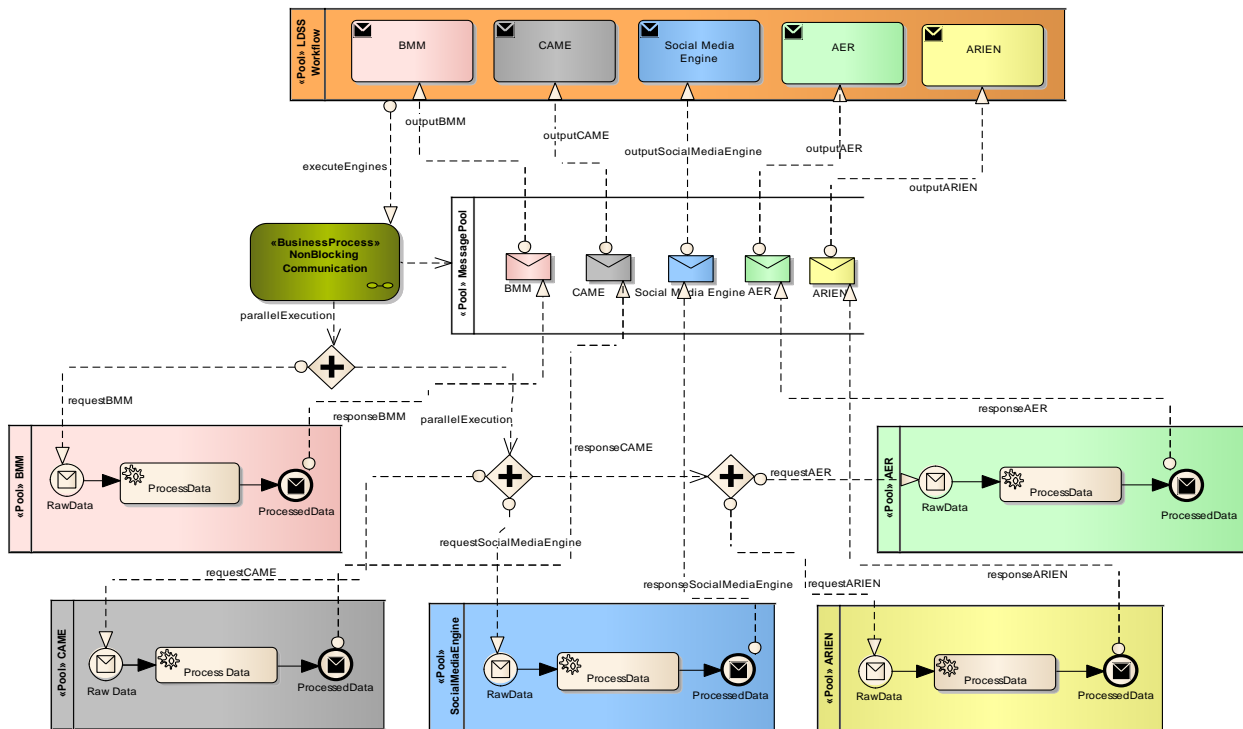 «Pool» LDSS
Workflow
BMM
CAME
Social Media
Engine
AER
ARIEN
outputBMM
outputCAME
outputSocialMediaEngine
outputAER
outputARIEN
executeEngines
«BusinessProcess»
NonBlocking
Communication
«Pool» MessagePool
BMM
CAME
Social Media Engine
AER
ARIEN
parallelExecution
requestBMM
responseBMM
parallelExecution
responseCAME
requestAER
responseAER
«Pool» BMM
RawData
ProcessData
ProcessedData
«Pool» AER
RawData
ProcessData
ProcessedData
requestSocialMediaEngine
requestCAME
responseSocialMediaEngine
requestARIEN
responseARIEN
«Pool» CAME
Raw Data
Process Data
ProcessedData
«Pool»
SocialMediaEngine
RawData
ProcessData
ProcessedData
«Pool» ARIEN
RawData
ProcessData
ProcessedData